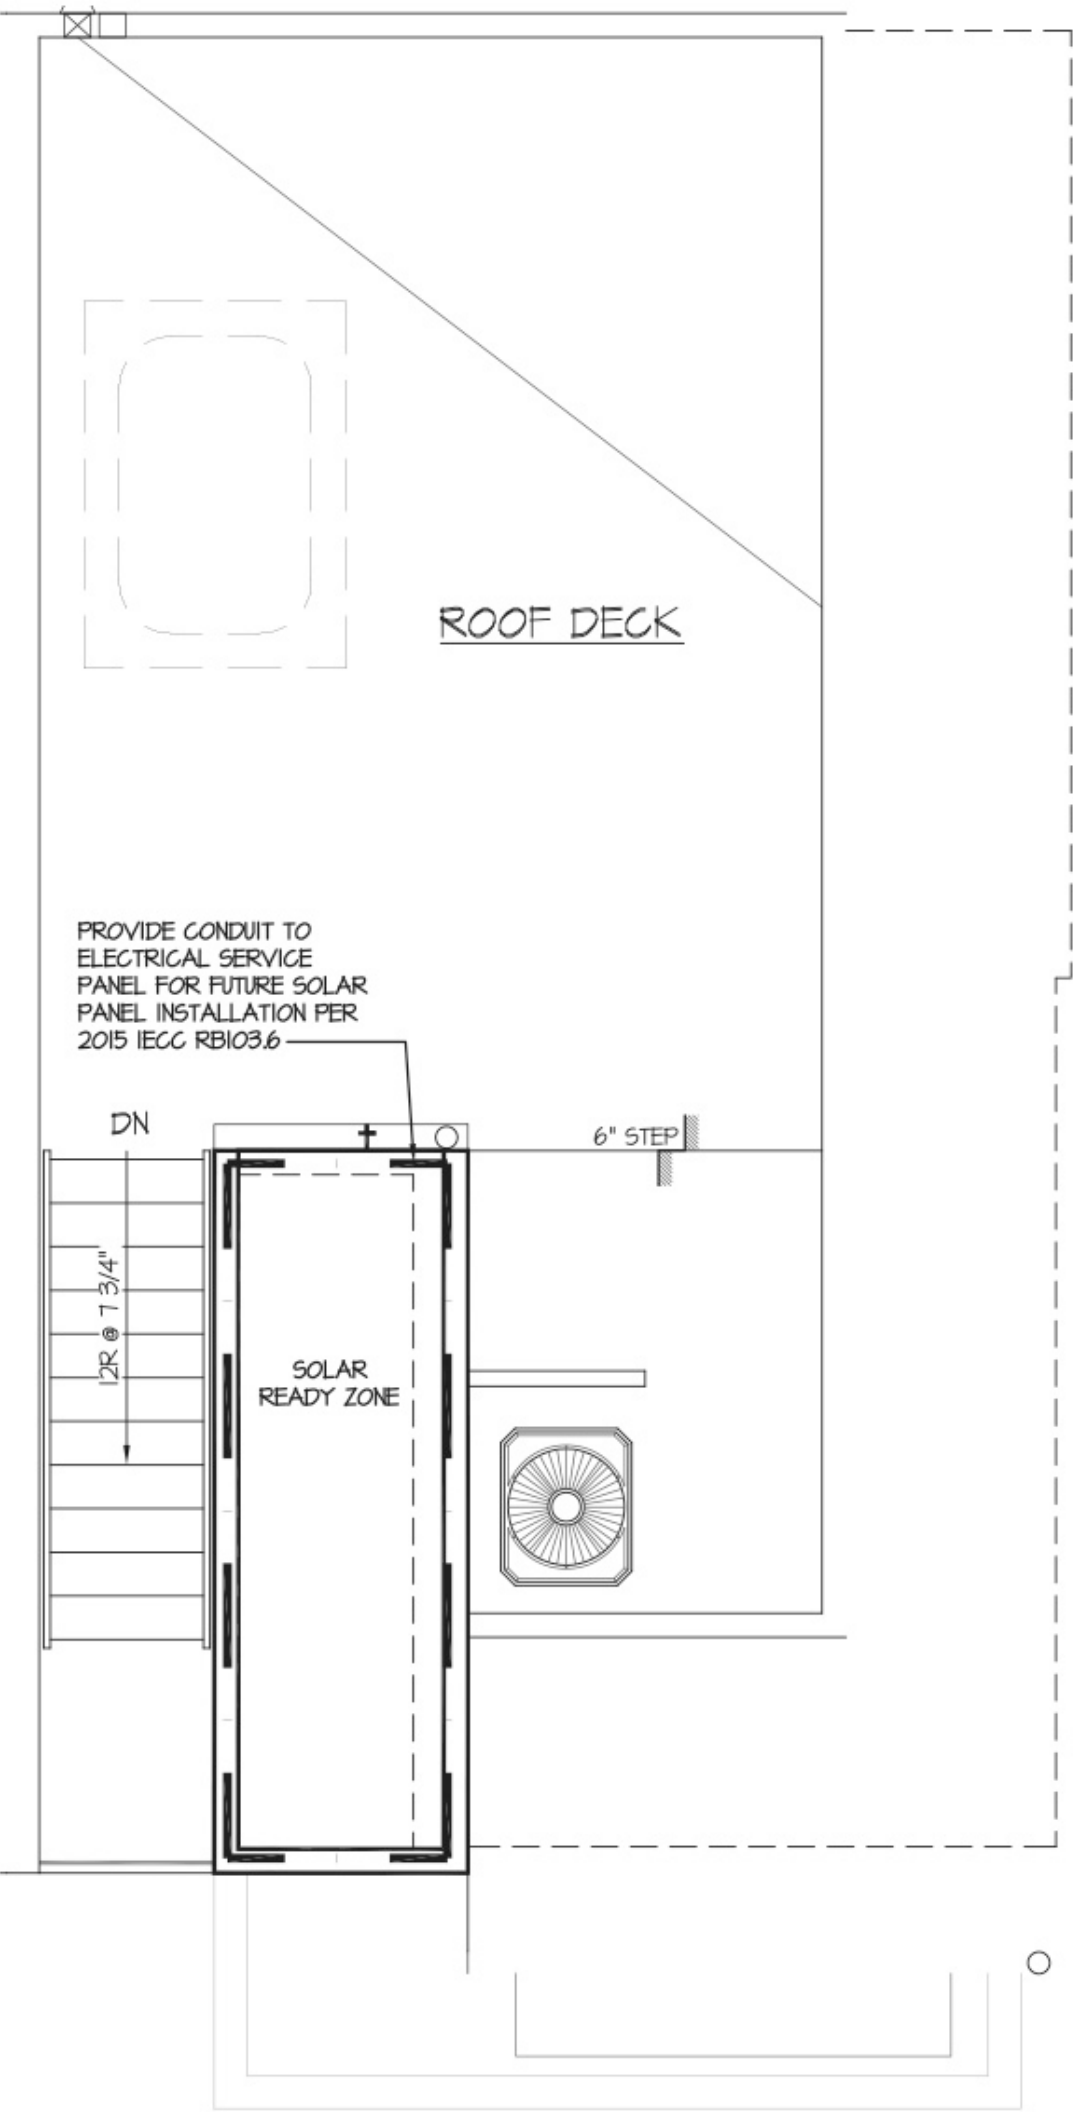 ROOF DECK
PROVIDE CONDUIT TO
ELECTRICAL SERVICE
PANEL FOR FUTURE SOLAR
PANEL INSTALLATION PER
2015 IECC RB103.6
DN
6" STEP
12R @ 7 3/4"
SOLAR
READY ZONE